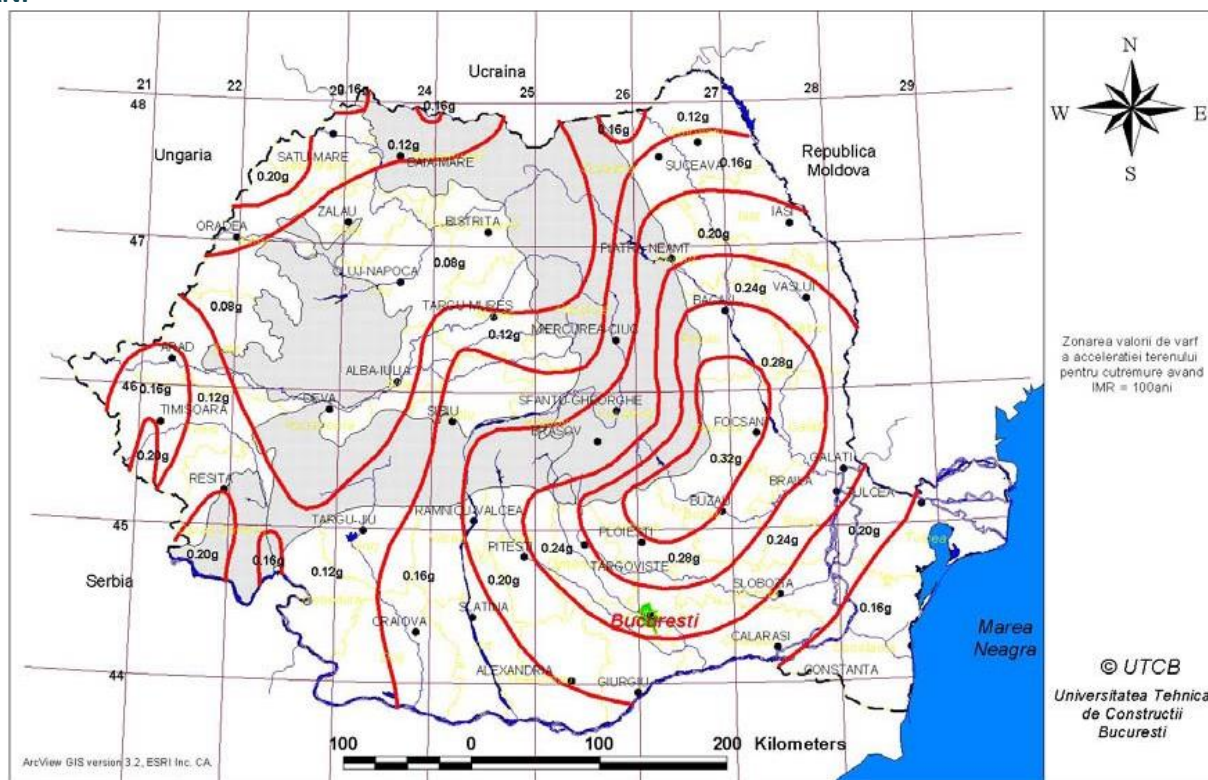 21
22
23
24
25
26
27
28
29
48
47
46
45
44
Ucraina
Ungaria
Republica
Moldova
Serbia
Marea
Neagra
N
W E
S
0.16g
0.16g
0.16g
0.12g
0.12g
SATU-MARE
BAIA-MARE
SUCEAVA
0.16g
0.20g
ZALAU
ORADEA
BISTRITA
IASI
0.20g
PIATRA-NEAMT
CLUJ-NAPOCA
0.08g
0.24g
VASLUI
BACAU
0.08g
TARGU-MURES
0.12g
MIERCUREA-CIUC
ARAD
0.28g
ALBA-IULIA
0.16g
0.12g
TIMISOARA
DEVA
SIBIU
SFANTU-GHEORGHE
BRASOV
FOCSANI
0.20g
0.32g
GALATI
RESITA
BRAILA
TULCEA
BUZAU
TARGU-JIU
RAMNICU-VALCEA
PLOIESTI
0.20g
PITESTI
0.24g
0.24g
0.20g
0.16g
TARGOVISTE
0.28g
0.12g
0.16g
0.20g
SLOBOZIA
0.16g
SLATINA
CRAIOVA
Bucuresti
CALARASI
ALEXANDRIA
GIURGIU
CONSTANTA
Zonarea valorii de varf
a acceleratiei terenului
pentru cutremure avand
IMR = 100ani
© UTCB
Universitatea Tehnica
de Constructii
Bucuresti
100 0 100 200 Kilometers
ArcView GIS version 3.2, ESRI Inc. CA.